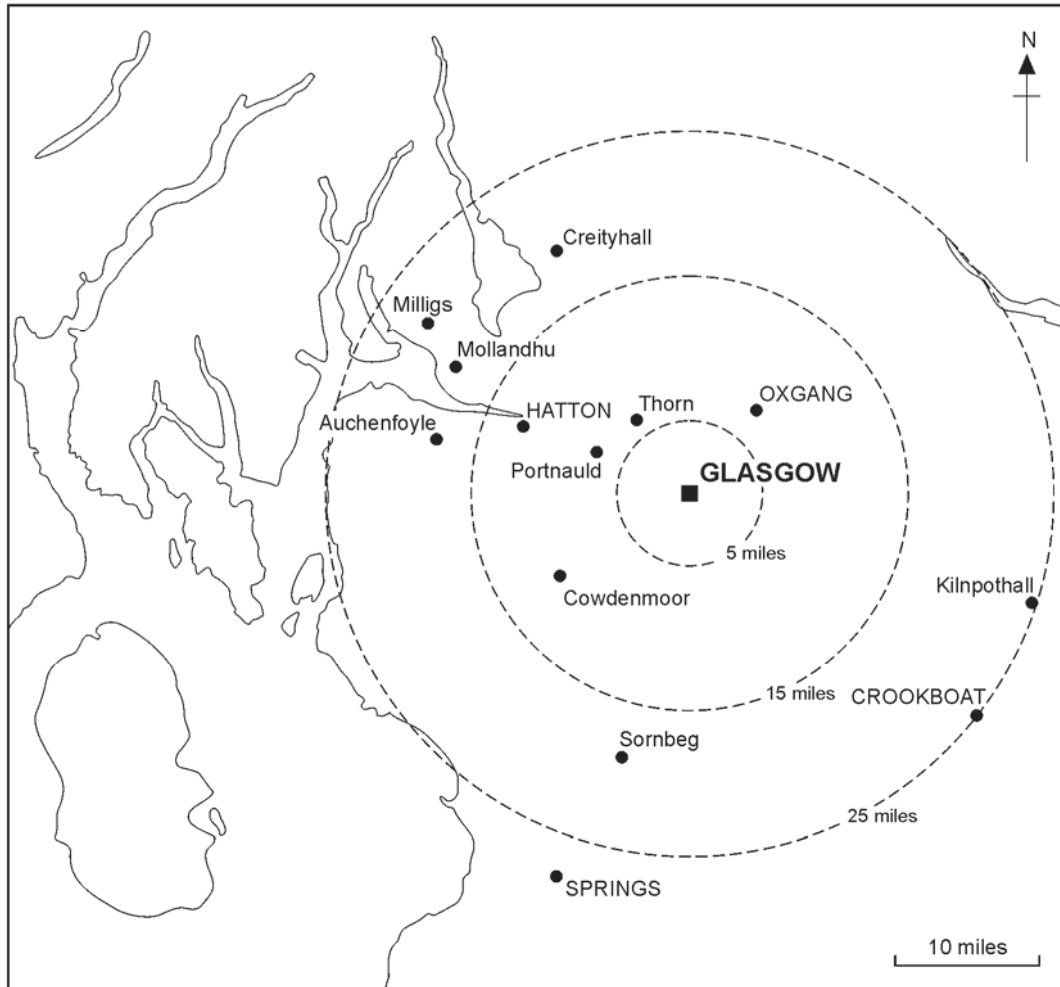 N
Creityhall
Milligs
Mollandhu
OXGANG
HATTON
Thorn
Auchenfoyle
Portnauld
GLASGOW
5 miles
Kilnpothall
Cowdenmoor
15 miles
CROOKBOAT
Sornbeg
25 miles
SPRINGS
10 miles